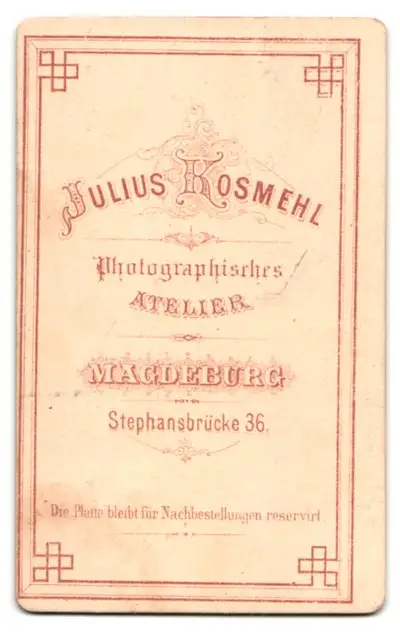 Julius Kosmehl
Photographisches
ATELIER
MAGDEBURG
Stephansbrücke 36.
Die Platte bleibt für Nachbestellungen reservirt